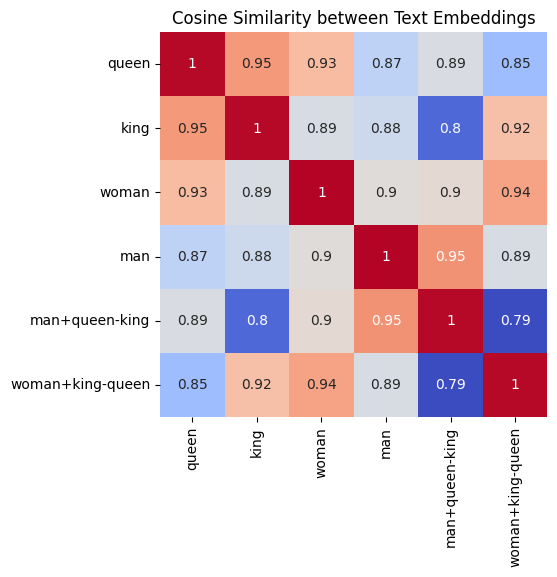 Cosine Similarity between Text Embeddings
queen 1 0.95 0.93 0.87 0.89 0.85
king 0.95 1 0.89 0.88 0.8 0.92
woman 0.93 0.89 1 0.9 0.9 0.94
man 0.87 0.88 0.9 1 0.95 0.89
man+queen-king 0.89 0.8 0.9 0.95 1 0.79
woman+king-queen 0.85 0.92 0.94 0.89 0.79 1
queen
king
woman
man
man+queen-king
woman+king-queen